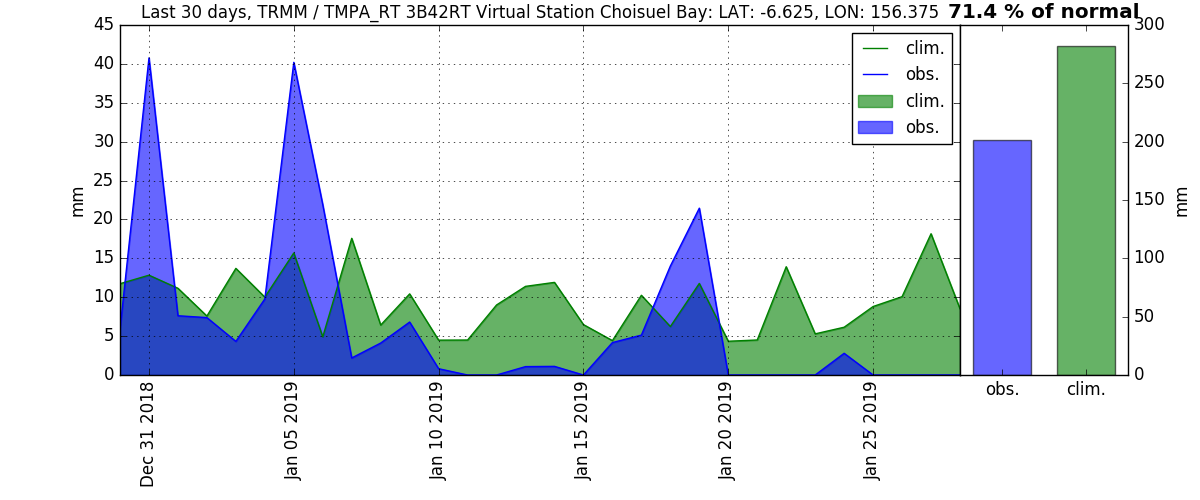 Last 30 days, TRMM / TMPA_RT 3B42RT Virtual Station Choisuel Bay: LAT: -6.625, LON: 156.375
71.4 % of normal
45
40
35
30
25
20
15
10
5
0
mm
clim.
obs.
clim.
obs.
Dec 31 2018
Jan 05 2019
Jan 10 2019
Jan 15 2019
Jan 20 2019
Jan 25 2019
300
250
200
150
100
50
0
mm
obs.
clim.